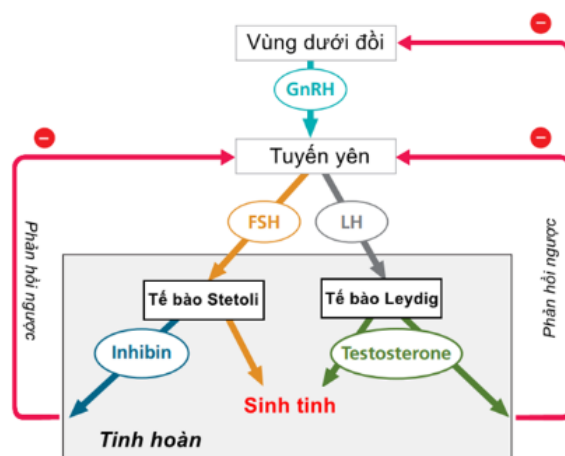 Vùng dưới đồi
GnRH
Tuyến yên
FSH
LH
Phản hồi ngược
Phản hồi ngược
Tế bào Stetoli
Tế bào Leydig
Inhibin
Testosterone
Sinh tinh
Tinh hoàn